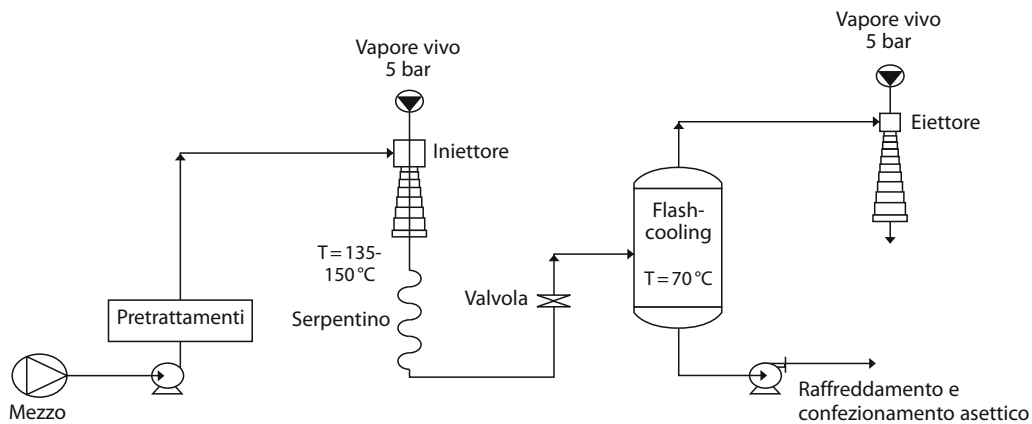 Vapore vivo
5 bar
Iniettore
T = 135-
150 °C
Serpentino
Pretrattamenti
Mezzo
Valvola
Flash-
cooling
T = 70 °C
Vapore vivo
5 bar
Eiettore
Raffreddamento e
confezionamento asettico